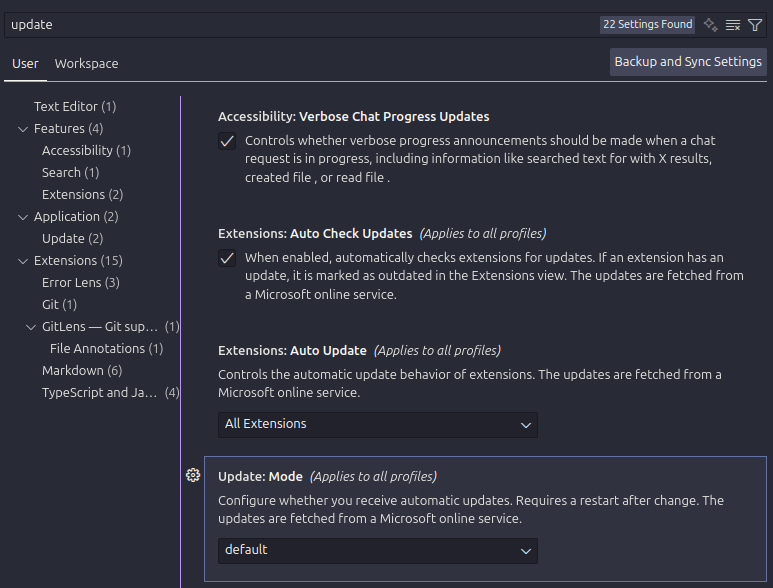 update
22 Settings Found
User
Workspace
Backup and Sync Settings
Text Editor (1)
Features (4)
Accessibility (1)
Search (1)
Extensions (2)
Application (2)
Update (2)
Extensions (15)
Error Lens (3)
Git (1)
GitLens — Git sup... (1)
File Annotations (1)
Markdown (6)
TypeScript and Ja... (4)
Accessibility: Verbose Chat Progress Updates
Controls whether verbose progress announcements should be made when a chat
request is in progress, including information like searched text for with X results,
created file , or read file .
Extensions: Auto Check Updates (Applies to all profiles)
When enabled, automatically checks extensions for updates. If an extension has an
update, it is marked as outdated in the Extensions view. The updates are fetched from
a Microsoft online service.
Extensions: Auto Update (Applies to all profiles)
Controls the automatic update behavior of extensions. The updates are fetched from a
Microsoft online service.
All Extensions
Update: Mode (Applies to all profiles)
Configure whether you receive automatic updates. Requires a restart after change. The
updates are fetched from a Microsoft online service.
default